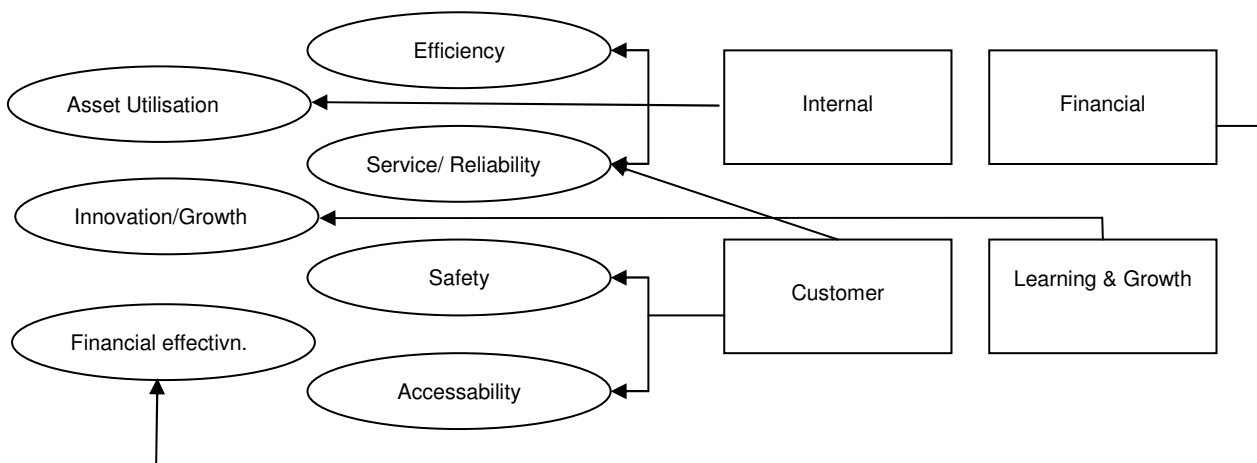 Efficiency
Asset Utilisation
Internal
Financial
Service/ Reliability
Innovation/Growth
Safety
Customer
Learning & Growth
Financial effectivn.
Accessability